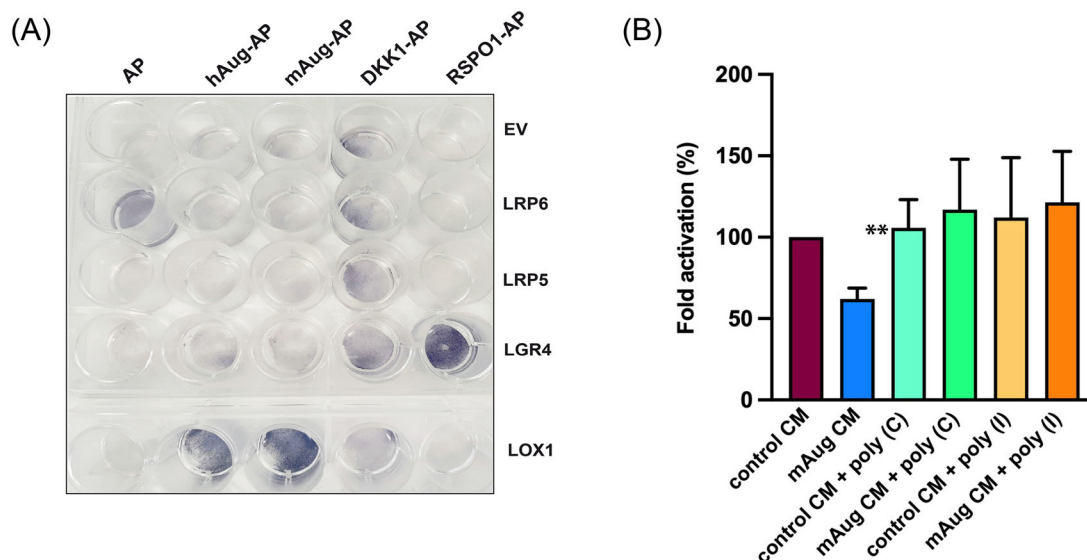 (A)
AP hAug-AP mAug-AP DKK1-AP RSPO1-AP
EV
LRP6
LRP5
LGR4
LOX1
(B)
Fold activation (%)
200
150
100
50
0
**
control CM
mAug CM
control CM + poly (C)
mAug CM + poly (C)
control CM + poly (I)
mAug CM + poly (I)